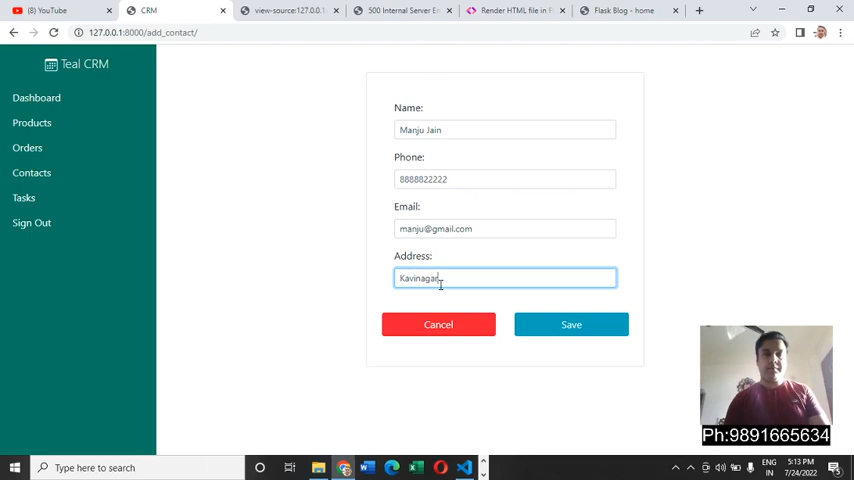 (8) YouTube
CRM
view-source:127.0.0.1:
500 Internal Server Er
Render HTML file in F
Flask Blog - home
127.0.0.1:8000/add_contact/
Teal CRM
Dashboard
Products
Orders
Contacts
Tasks
Sign Out
Name:
Manju Jain
Phone:
8888822222
Email:
manju@gmail.com
Address:
Kavinagar
Cancel
Save
Ph:9891665634
Type here to search
ENG
IN
5:13 PM
7/24/2022
5